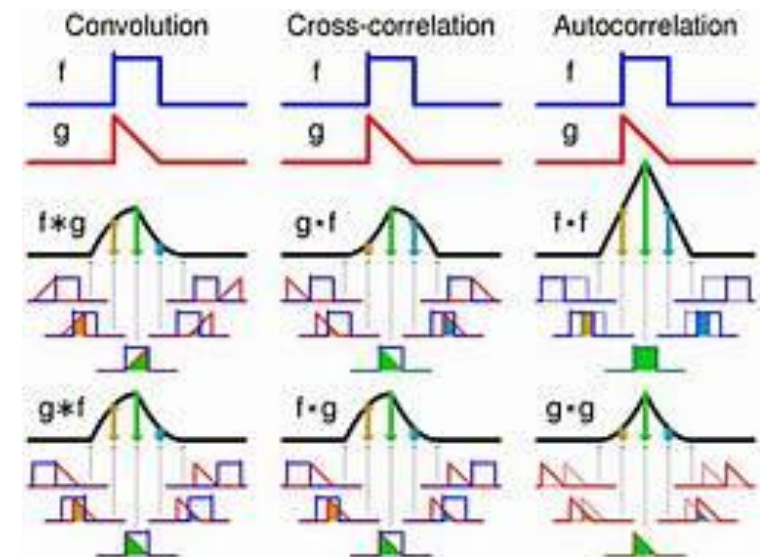 Convolution Cross-correlation Autocorrelation
f f f
g g g
f∗g g⋆f f⋆f
g∗f f⋆g g⋆g